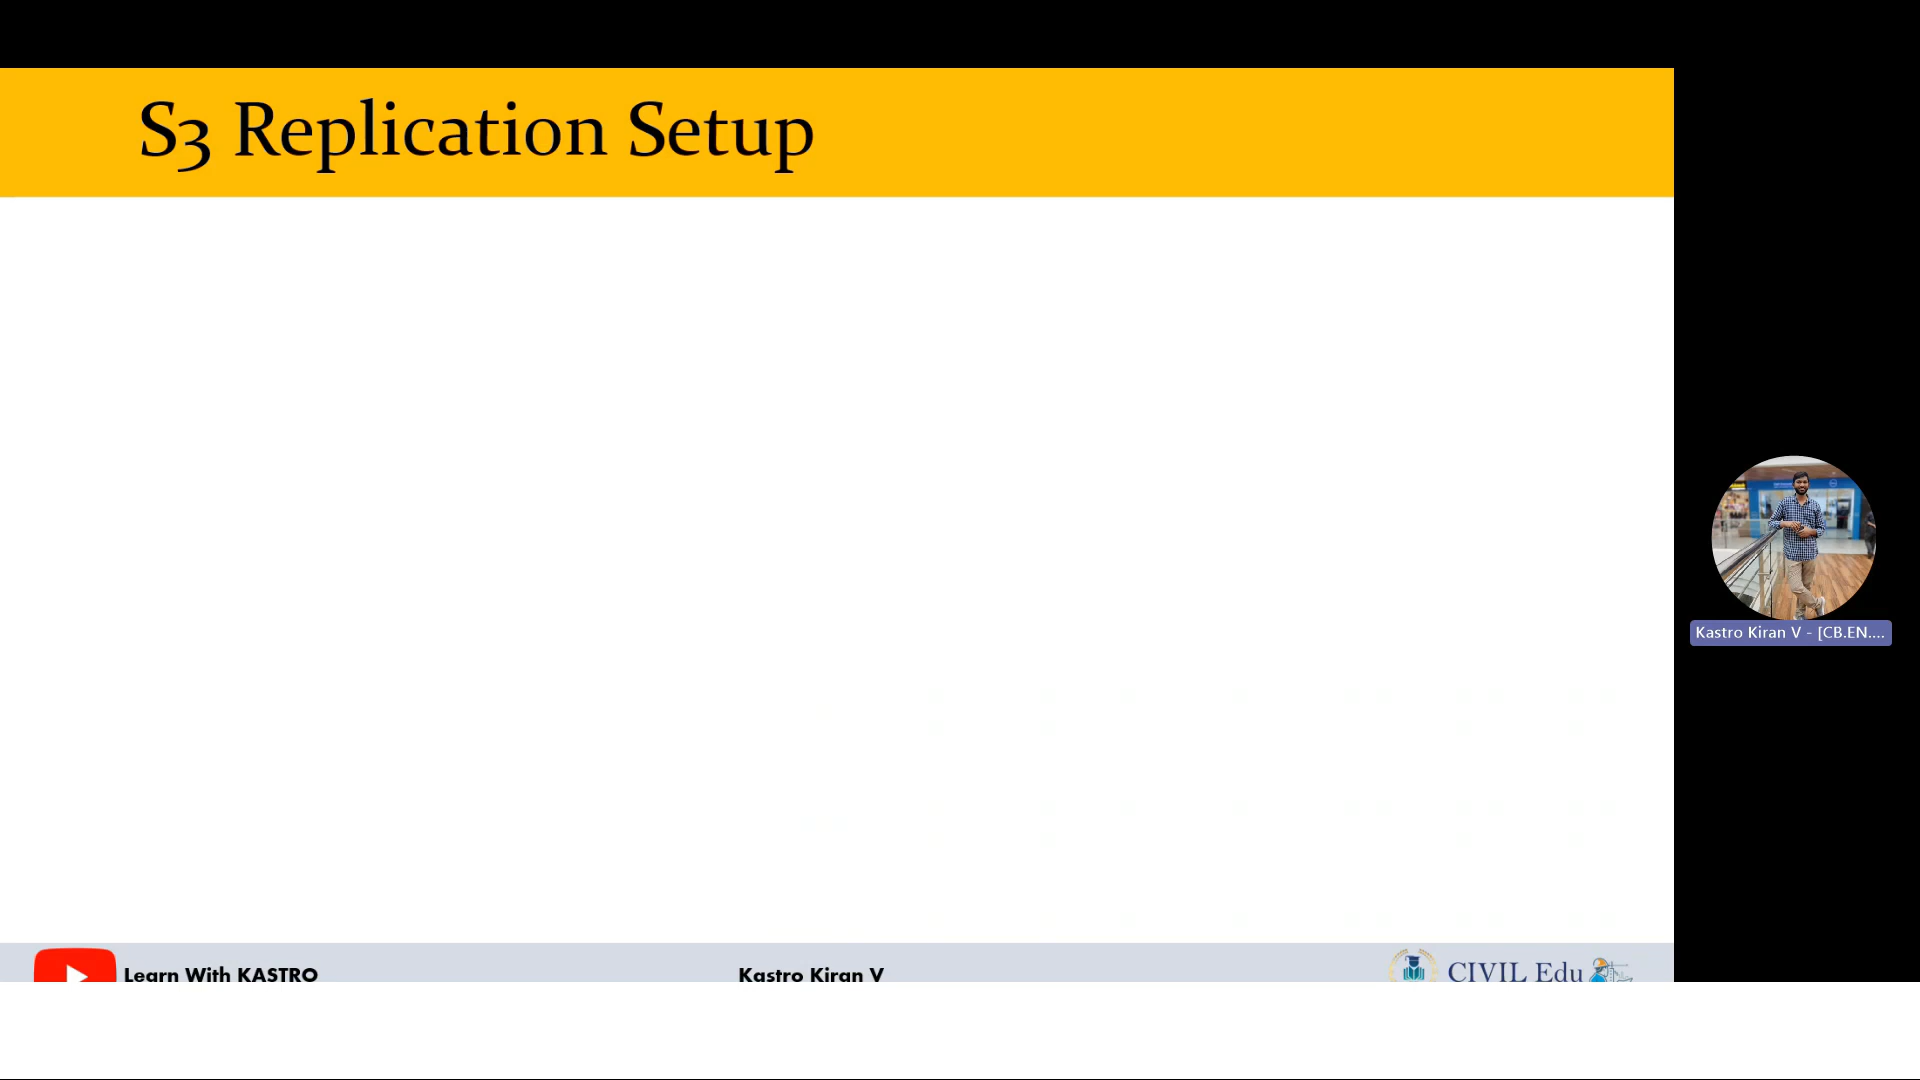 S3 Replication Setup
Kastro Kiran V - [CB.EN....
Learn With KASTRO
Kastro Kiran V
CIVIL Edu